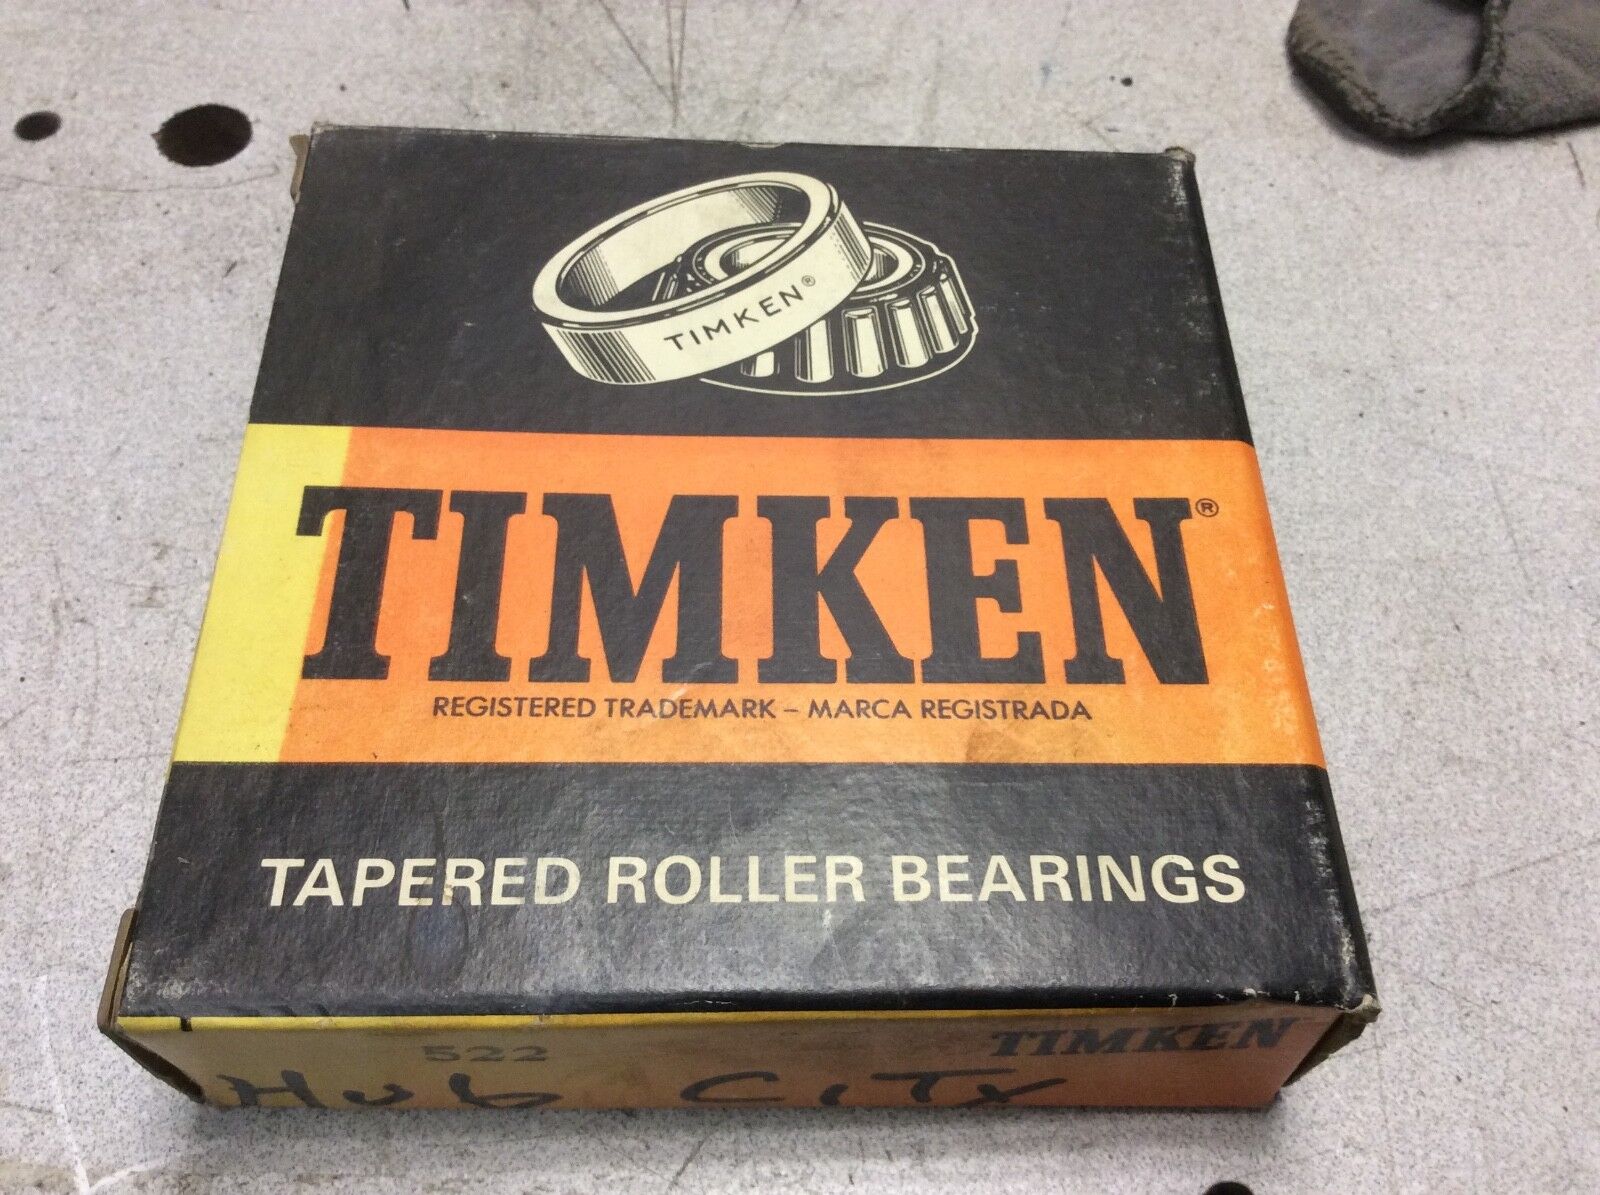 TIMKEN®
TIMKEN®
REGISTERED TRADEMARK – MARCA REGISTRADA
TAPERED ROLLER BEARINGS
522 TIMKEN
Hub City